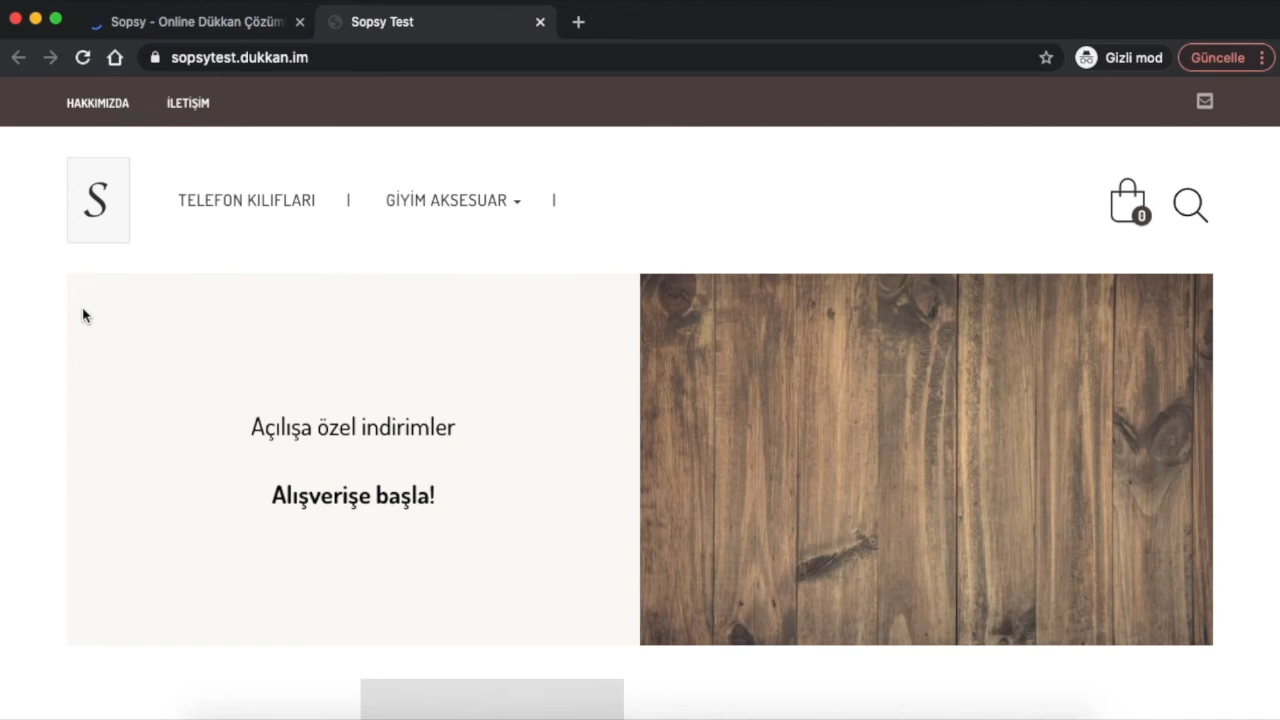 Sopsy - Online Dükkan Çözüm
Sopsy Test
sopsytest.dukkan.im
Gizli mod
Güncelle
HAKKIMIZDA
İLETİŞİM
S
TELEFON KILIFLARI
|
GİYİM AKSESUAR
|
0
Açılışa özel indirimler
Alışverişe başla!